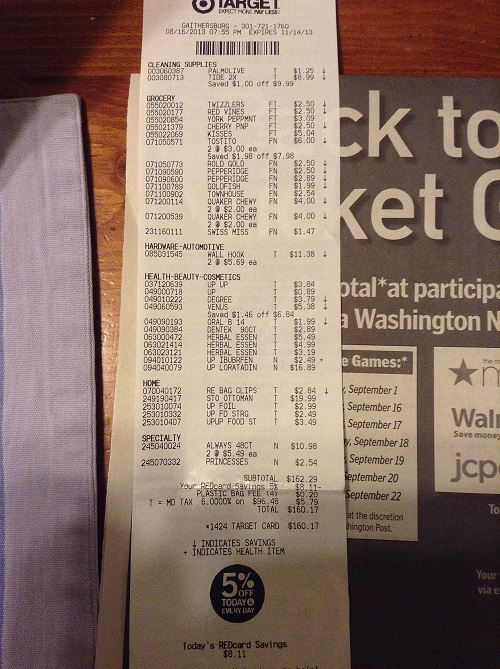 TARGET
EXPECT MORE. PAY LESS.
GAITHERSBURG - 301-721-1760
08/16/2013 07:55 PM EXPIRES 11/14/13
CLEANING SUPPLIES
003060387 PALMOLIVE T $1.25 ↓
003080713 TIDE 2X T $8.99 ↓
Saved $1.00 off $9.99
GROCERY
055020012 TWIZZLERS FT $2.50 ↓
055020177 RED VINES FT $2.50 ↓
055020854 YORK PEPPMNT FT $3.09
055021379 CHERRY PNP FT $2.50 ↓
055022069 KISSES FT $5.04
071050571 TOSTITO FN $6.00 ↓
2 @ $3.00 ea
Saved $1.98 off $7.98
071050773 ROLD GOLD FN $2.50 ↓
071090590 PEPPERIDGE FN $2.50 ↓
071090600 PEPPERIDGE FN $2.89 ↓
071100789 GOLDFISH FN $1.99 ↓
071100902 TOWNHOUSE FN $2.54
071200114 QUAKER CHEWY FN $4.00 ↓
2 @ $2.00 ea
071200539 QUAKER CHEWY FN $4.00 ↓
2 @ $2.00 ea
231160111 SWISS MISS FN $1.47
HARDWARE-AUTOMOTIVE
085031545 WALL HOOK T $11.38 ↓
2 @ $5.69 ea
HEALTH-BEAUTY-COSMETICS
037120639 UP UP T $3.84
049000718 UP T $0.89
049010222 DEGREE T $3.79 ↓
049060593 VENUS T $5.38 ↓
Saved $1.46 off $6.84
049090193 ORAL B 14 T $1.99 ↓
049090384 DENTEK 90CT T $2.89
063000472 HERBAL ESSEN T $5.49
063021414 HERBAL ESSEN T $4.99
063023121 HERBAL ESSEN T $3.19
094010122 UP IBUBRFEN N $2.49 +
094040079 UP LORATADIN N $16.89
HOME
070040172 RE BAG CLIPS T $2.84 ↓
249190417 STO OTTOMAN T $19.99
253010074 UP FOIL T $2.99
253010332 UP FD STRG T $2.49
253010407 UPUP FOOD ST T $3.49
SPECIALTY
245040024 ALWAYS 48CT N $10.98
2 @ $5.49 ea
245070332 PRINCESSES N $2.54
SUBTOTAL $162.29
Your REDcard Savings 5% $8.11-
PLASTIC BAG FEE (4) $0.20
T = MD TAX 6.0000% on $96.48 $5.79
TOTAL $160.17
*1424 TARGET CARD $160.17
↓ INDICATES SAVINGS
+ INDICATES HEALTH ITEM
5% OFF
TODAY &
EVERY DAY
Today's REDcard Savings
$8.11
ck to
ket G
otal* at participa
a Washington N
e Games:*
September 1
September 16
September 17
September 18
September 19
September 20
September 22
at the discretion
hington Post.
the m
m
Walm
Save money
jcp
To
Your
via e